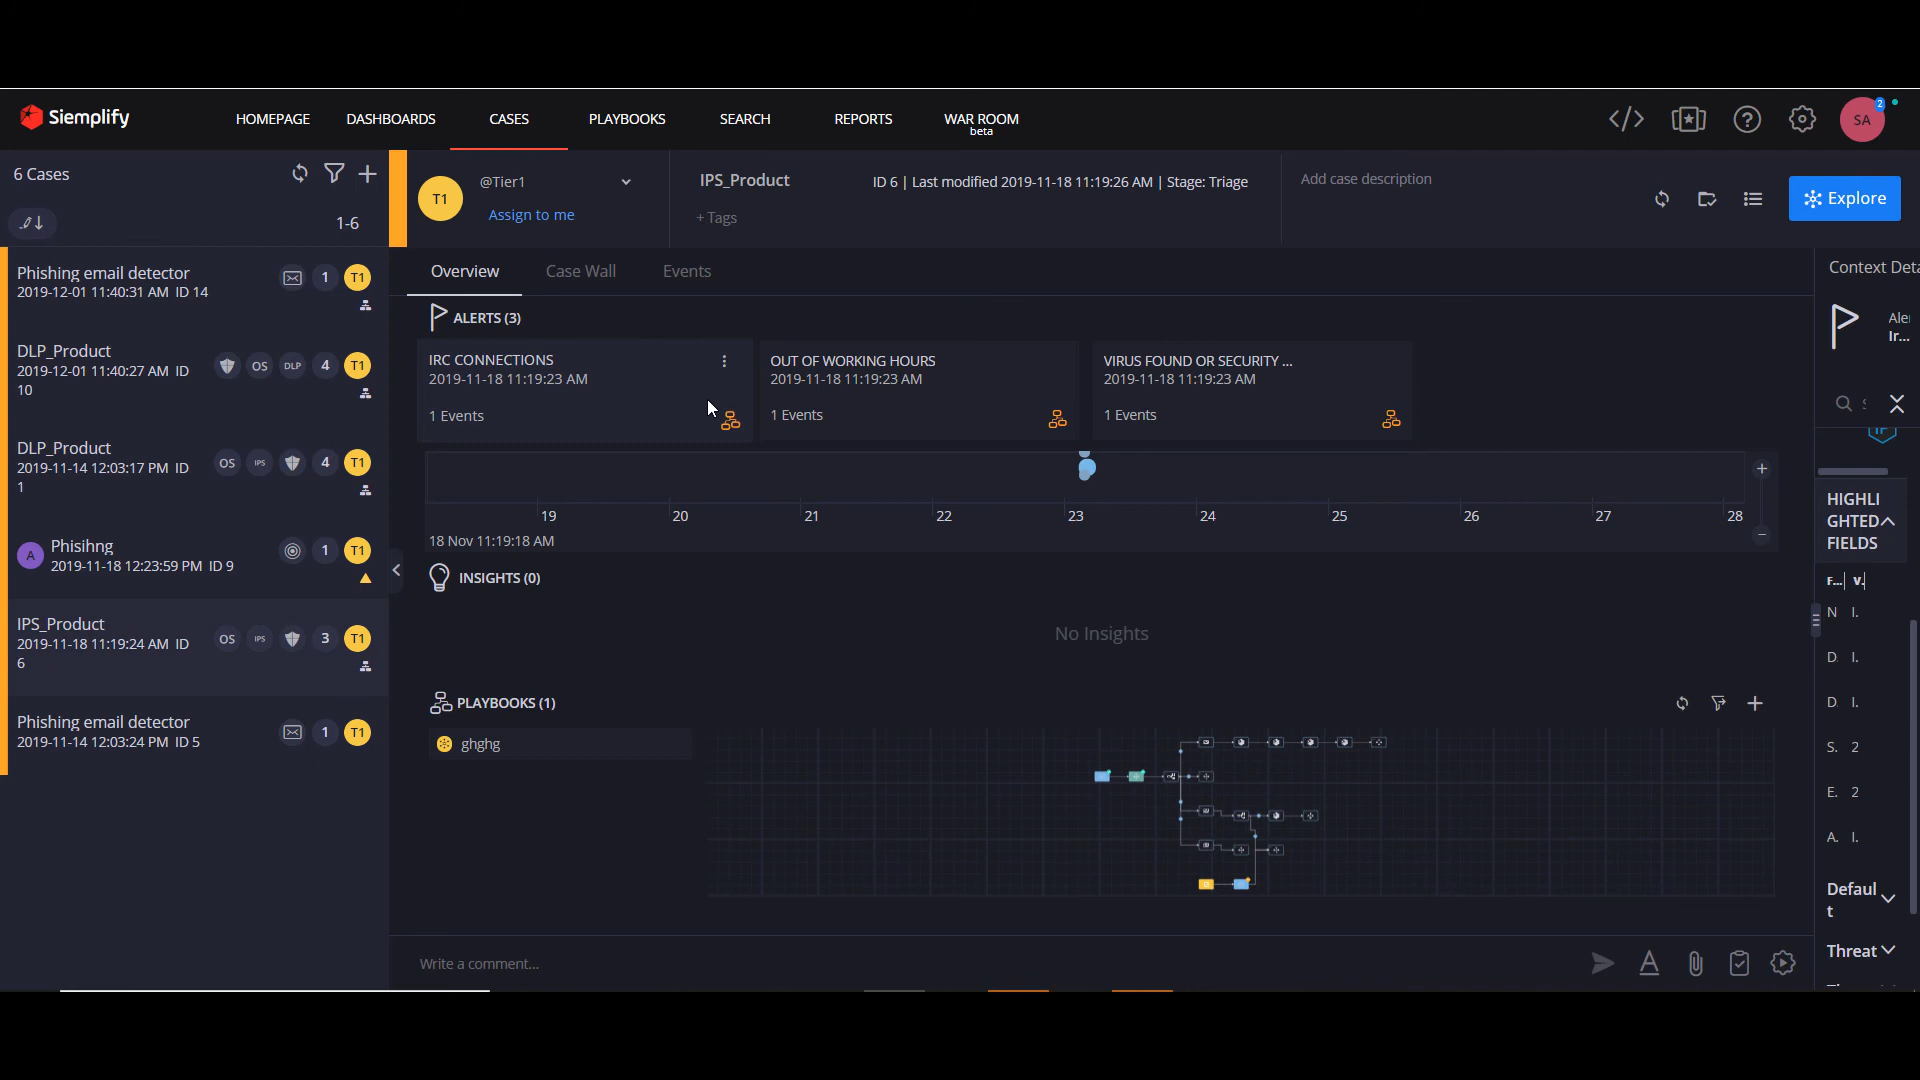 Siemplify
HOMEPAGE
DASHBOARDS
CASES
PLAYBOOKS
SEARCH
REPORTS
WAR ROOM
beta
SA
2
6 Cases
1-6
T1
@Tier1
Assign to me
IPS_Product
+ Tags
ID 6 | Last modified 2019-11-18 11:19:26 AM | Stage: Triage
Add case description
Explore
Phishing email detector
2019-12-01 11:40:31 AM ID 14
1 T1
DLP_Product
2019-12-01 11:40:27 AM ID
10
OS DLP 4 T1
DLP_Product
2019-11-14 12:03:17 PM ID
1
OS IPS 4 T1
A
Phisihng
2019-11-18 12:23:59 PM ID 9
1 T1
IPS_Product
2019-11-18 11:19:24 AM ID
6
OS IPS 3 T1
Phishing email detector
2019-11-14 12:03:24 PM ID 5
1 T1
Overview
Case Wall
Events
ALERTS (3)
IRC CONNECTIONS
2019-11-18 11:19:23 AM
1 Events
OUT OF WORKING HOURS
2019-11-18 11:19:23 AM
1 Events
VIRUS FOUND OR SECURITY ...
2019-11-18 11:19:23 AM
1 Events
19 20 21 22 23 24 25 26 27 28
18 Nov 11:19:18 AM
INSIGHTS (0)
No Insights
PLAYBOOKS (1)
ghghg
Write a comment...
Context Deta
Ale
Ir...
IP
HIGHLI
GHTED
FIELDS
F... V.
N I.
D. I.
D. I.
S. 2
E. 2
A. I.
Defaul
t
Threat